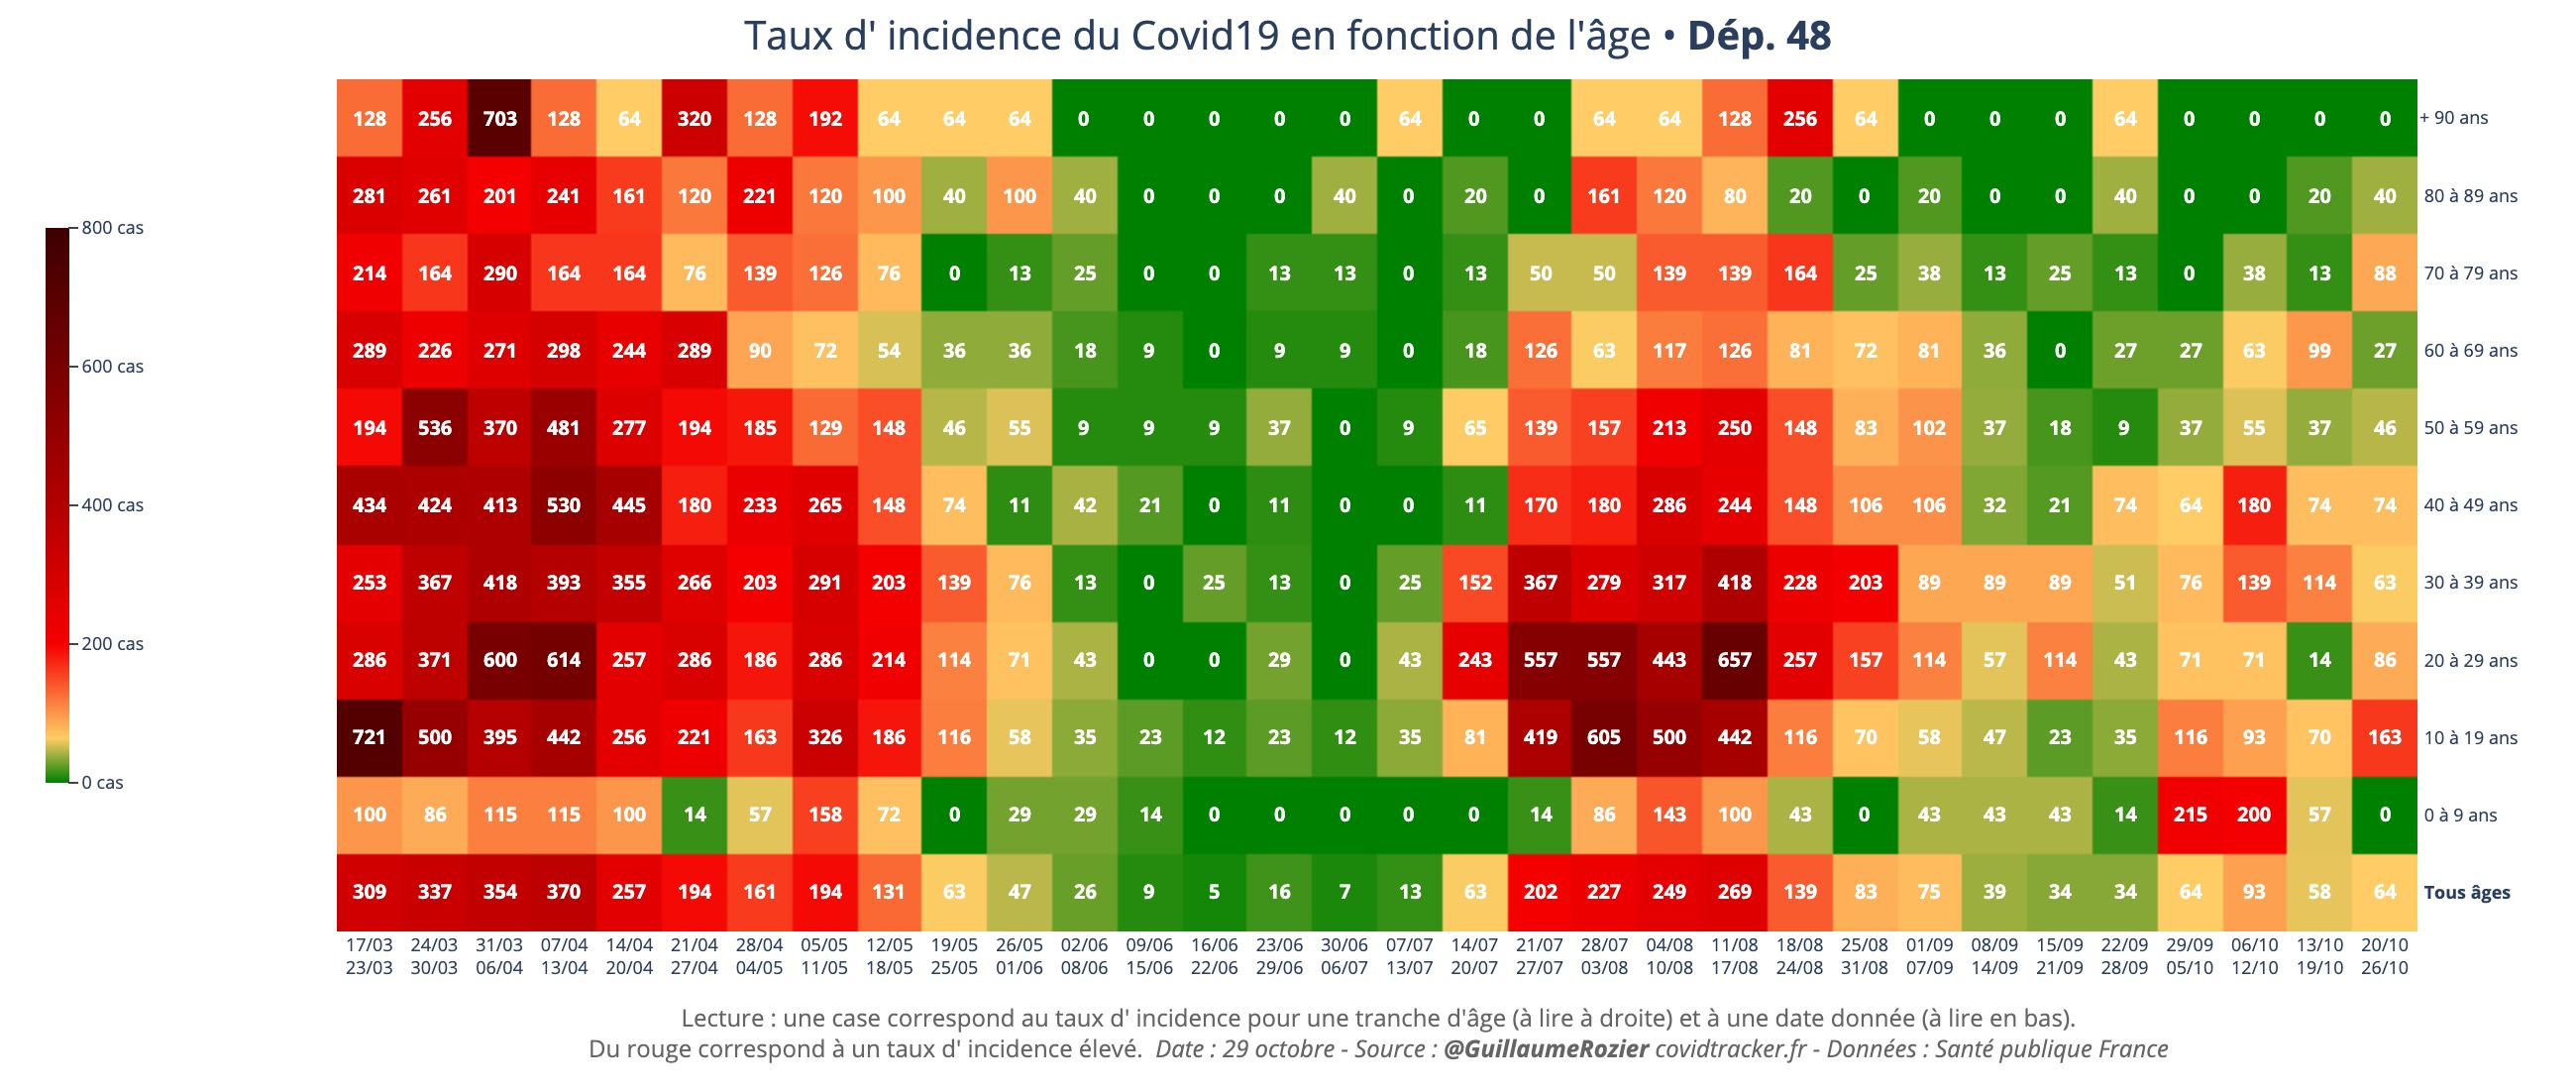 Taux d' incidence du Covid19 en fonction de l'âge • Dép. 48
800 cas
600 cas
400 cas
200 cas
0 cas
128 256 703 128 64 320 128 192 64 64 64 0 0 0 0 0 64 0 0 64 64 128 256 64 0 0 0 64 0 0 0 0 + 90 ans
281 261 201 241 161 120 221 120 100 40 100 40 0 0 0 40 0 20 0 161 120 80 20 0 20 0 0 40 0 0 20 40 80 à 89 ans
214 164 290 164 164 76 139 126 76 0 13 25 0 0 13 13 0 13 50 50 139 139 164 25 38 13 25 13 0 38 13 88 70 à 79 ans
289 226 271 298 244 289 90 72 54 36 36 18 9 0 9 9 0 18 126 63 117 126 81 72 81 36 0 27 27 63 99 27 60 à 69 ans
194 536 370 481 277 194 185 129 148 46 55 9 9 9 37 0 9 65 139 157 213 250 148 83 102 37 18 9 37 55 37 46 50 à 59 ans
434 424 413 530 445 180 233 265 148 74 11 42 21 0 11 0 0 11 170 180 286 244 148 106 106 32 21 74 64 180 74 74 40 à 49 ans
253 367 418 393 355 266 203 291 203 139 76 13 0 25 13 0 25 152 367 279 317 418 228 203 89 89 89 51 76 139 114 63 30 à 39 ans
286 371 600 614 257 286 186 286 214 114 71 43 0 0 29 0 43 243 557 557 443 657 257 157 114 57 114 43 71 71 14 86 20 à 29 ans
721 500 395 442 256 221 163 326 186 116 58 35 23 12 23 12 35 81 419 605 500 442 116 70 58 47 23 35 116 93 70 163 10 à 19 ans
100 86 115 115 100 14 57 158 72 0 29 29 14 0 0 0 0 0 14 86 143 100 43 0 43 43 43 14 215 200 57 0 0 à 9 ans
309 337 354 370 257 194 161 194 131 63 47 26 9 5 16 7 13 63 202 227 249 269 139 83 75 39 34 34 64 93 58 64 Tous âges
17/03 24/03 31/03 07/04 14/04 21/04 28/04 05/05 12/05 19/05 26/05 02/06 09/06 16/06 23/06 30/06 07/07 14/07 21/07 28/07 04/08 11/08 18/08 25/08 01/09 08/09 15/09 22/09 29/09 06/10 13/10 20/10
23/03 30/03 06/04 13/04 20/04 27/04 04/05 11/05 18/05 25/05 01/06 08/06 15/06 22/06 29/06 06/07 13/07 20/07 27/07 03/08 10/08 17/08 24/08 31/08 07/09 14/09 21/09 28/09 05/10 12/10 19/10 26/10
Lecture : une case correspond au taux d' incidence pour une tranche d'âge (à lire à droite) et à une date donnée (à lire en bas).
Du rouge correspond à un taux d' incidence élevé. Date : 29 octobre - Source : @GuillaumeRozier covidtracker.fr - Données : Santé publique France